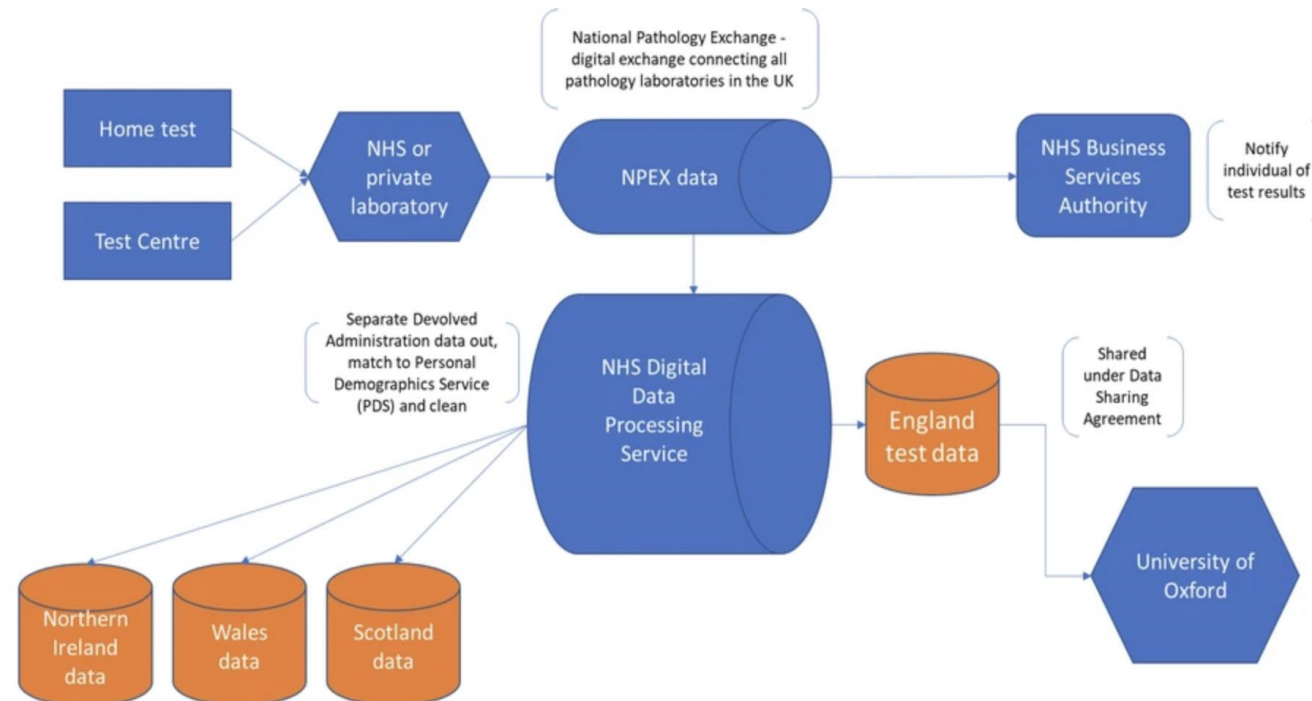 National Pathology Exchange -
digital exchange connecting all
pathology laboratories in the UK
Home test
Test Centre
NHS or
private
laboratory
NPEX data
NHS Business
Services
Authority
Notify
individual of
test results
Separate Devolved
Administration data out,
match to Personal
Demographics Service
(PDS) and clean
NHS Digital
Data
Processing
Service
England
test data
Shared
under Data
Sharing
Agreement
Northern
Ireland
data
Wales
data
Scotland
data
University of
Oxford